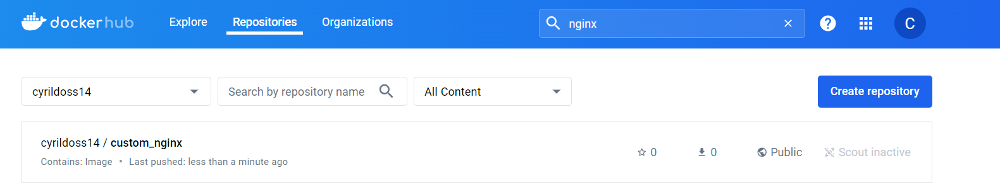 dockerhub Explore Repositories Organizations nginx × ? C
cyrildoss14 Search by repository name All Content Create repository
cyrildoss14 / custom_nginx
Contains: Image • Last pushed: less than a minute ago
0 0 Public Scout inactive